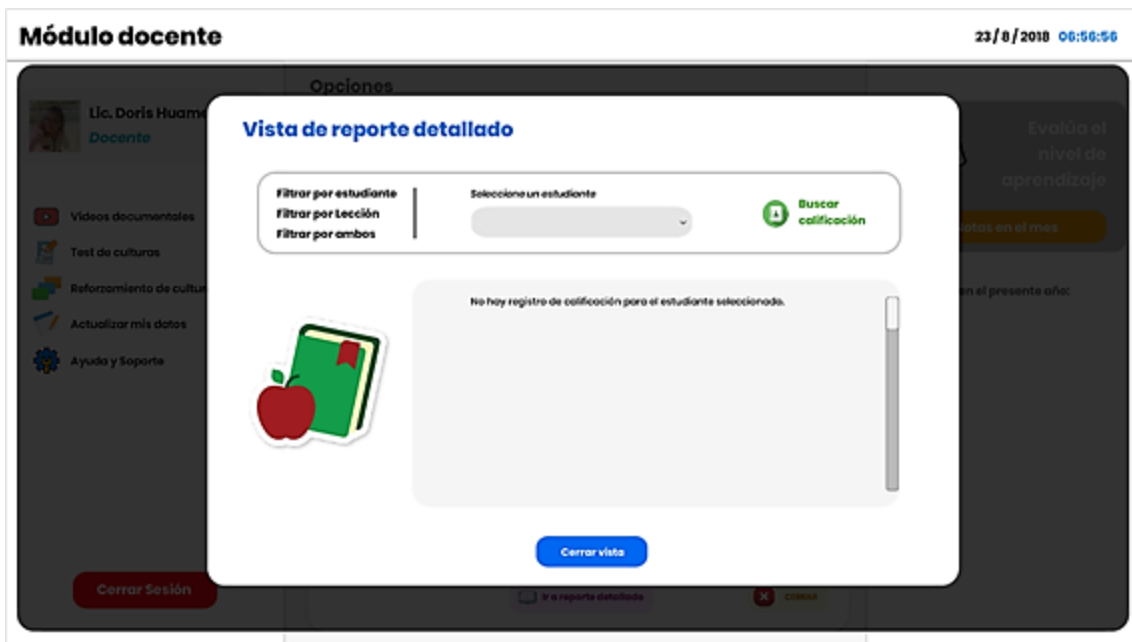 Módulo docente
23/8/2018 06:56:56
Opciones
Lic. Doris
Docente
Videos documentales
Test de culturas
Reforzamiento de
Actualizar mis datos
Ayuda y Soporte
Cerrar Sesión
Vista de reporte detallado
Filtrar por estudiante
Filtrar por Lección
Filtrar por ambos
Seleccione un estudiante
Buscar
calificación
No hay registro de calificación para el estudiante seleccionado.
Cerrar vista
Evalúa el
nivel de
aprendizaje
en el mes
en el presente año:
Ir a reporte detallado